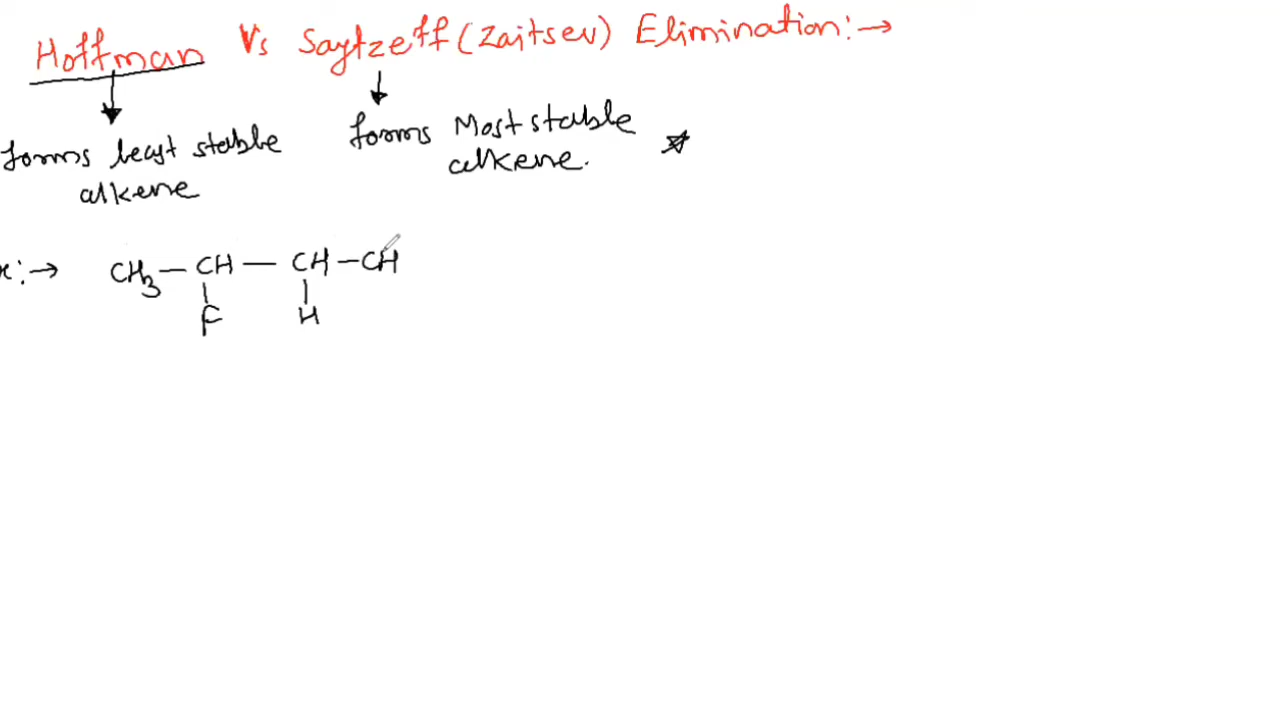 Hoffman Vs Saytzeff (Zaitsev) Elimination:→
forms least stable alkene
forms Most stable alkene.
x:→ CH3 — CH — CH — CH
F H